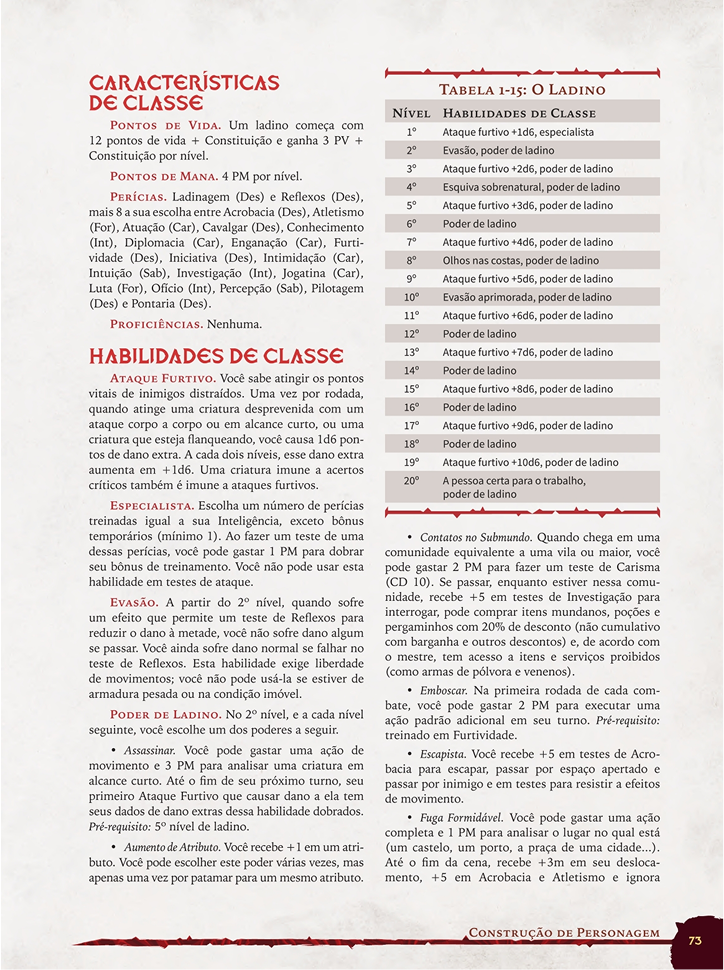 CARACTERÍSTICAS
DE CLASSE
PONTOS DE VIDA. Um ladino começa com
12 pontos de vida + Constituição e ganha 3 PV +
Constituição por nível.
PONTOS DE MANA. 4 PM por nível.
PERÍCIAS. Ladinagem (Des) e Reflexos (Des),
mais 8 a sua escolha entre Acrobacia (Des), Atletismo
(For), Atuação (Car), Cavalgar (Des), Conhecimento
(Int), Diplomacia (Car), Enganação (Car), Furti-
vidade (Des), Iniciativa (Des), Intimidação (Car),
Intuição (Sab), Investigação (Int), Jogatina (Car),
Luta (For), Ofício (Int), Percepção (Sab), Pilotagem
(Des) e Pontaria (Des).
PROFICIÊNCIAS. Nenhuma.
HABILIDADES DE CLASSE
ATAQUE FURTIVO. Você sabe atingir os pontos
vitais de inimigos distraídos. Uma vez por rodada,
quando atinge uma criatura desprevenida com um
ataque corpo a corpo ou em alcance curto, ou uma
criatura que esteja flanqueando, você causa 1d6 pon-
tos de dano extra. A cada dois níveis, esse dano extra
aumenta em +1d6. Uma criatura imune a acertos
críticos também é imune a ataques furtivos.
ESPECIALISTA. Escolha um número de perícias
treinadas igual a sua Inteligência, exceto bônus
temporários (mínimo 1). Ao fazer um teste de uma
dessas perícias, você pode gastar 1 PM para dobrar
seu bônus de treinamento. Você não pode usar esta
habilidade em testes de ataque.
EVASÃO. A partir do 2º nível, quando sofre
um efeito que permite um teste de Reflexos para
reduzir o dano à metade, você não sofre dano algum
se passar. Você ainda sofre dano normal se falhar no
teste de Reflexos. Esta habilidade exige liberdade
de movimentos; você não pode usá-la se estiver de
armadura pesada ou na condição imóvel.
PODER DE LADINO. No 2º nível, e a cada nível
seguinte, você escolhe um dos poderes a seguir.
• Assassinar. Você pode gastar uma ação de
movimento e 3 PM para analisar uma criatura em
alcance curto. Até o fim de seu próximo turno, seu
primeiro Ataque Furtivo que causar dano a ela tem
seus dados de dano extras dessa habilidade dobrados.
Pré-requisito: 5º nível de ladino.
• Aumento de Atributo. Você recebe +1 em um atri-
buto. Você pode escolher este poder várias vezes, mas
apenas uma vez por patamar para um mesmo atributo.
TABELA 1-15: O LADINO
NÍVEL HABILIDADES DE CLASSE
1º Ataque furtivo +1d6, especialista
2º Evasão, poder de ladino
3º Ataque furtivo +2d6, poder de ladino
4º Esquiva sobrenatural, poder de ladino
5º Ataque furtivo +3d6, poder de ladino
6º Poder de ladino
7º Ataque furtivo +4d6, poder de ladino
8º Olhos nas costas, poder de ladino
9º Ataque furtivo +5d6, poder de ladino
10º Evasão aprimorada, poder de ladino
11º Ataque furtivo +6d6, poder de ladino
12º Poder de ladino
13º Ataque furtivo +7d6, poder de ladino
14º Poder de ladino
15º Ataque furtivo +8d6, poder de ladino
16º Poder de ladino
17º Ataque furtivo +9d6, poder de ladino
18º Poder de ladino
19º Ataque furtivo +10d6, poder de ladino
20º A pessoa certa para o trabalho,
poder de ladino
• Contatos no Submundo. Quando chega em uma
comunidade equivalente a uma vila ou maior, você
pode gastar 2 PM para fazer um teste de Carisma
(CD 10). Se passar, enquanto estiver nessa comu-
nidade, recebe +5 em testes de Investigação para
interrogar, pode comprar itens mundanos, poções e
pergaminhos com 20% de desconto (não cumulativo
com barganha e outros descontos) e, de acordo com
o mestre, tem acesso a itens e serviços proibidos
(como armas de pólvora e venenos).
• Emboscar. Na primeira rodada de cada com-
bate, você pode gastar 2 PM para executar uma
ação padrão adicional em seu turno. Pré-requisito:
treinado em Furtividade.
• Escapista. Você recebe +5 em testes de Acro-
bacia para escapar, passar por espaço apertado e
passar por inimigo e em testes para resistir a efeitos
de movimento.
• Fuga Formidável. Você pode gastar uma ação
completa e 1 PM para analisar o lugar no qual está
(um castelo, um porto, a praça de uma cidade...).
Até o fim da cena, recebe +3m em seu desloca-
mento, +5 em Acrobacia e Atletismo e ignora
CONSTRUÇÃO DE PERSONAGEM
73